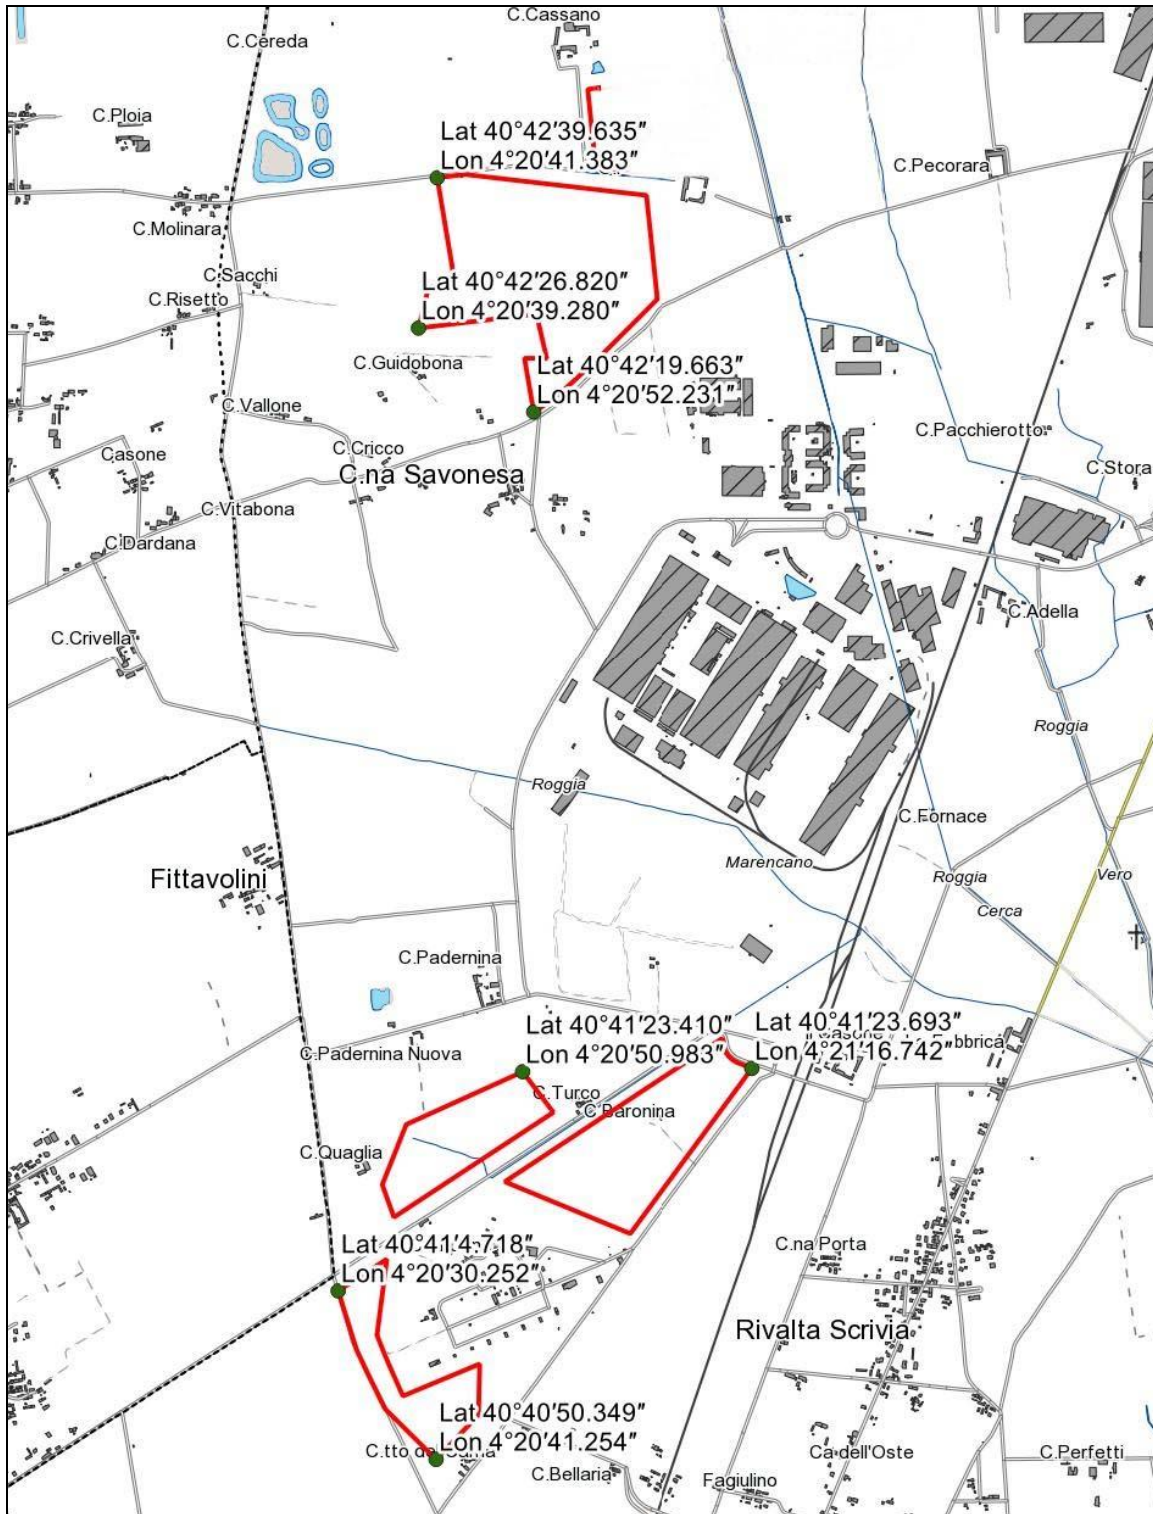 C.Cassano
C.Cereda
C.Ploia
Lat 40°42′39.635″
Lon 4°20′41.383″
C.Pecorara
C.Molinara
C.Sacchi
Lat 40°42′26.820″
Lon 4°20′39.280″
C.Risetto
C.Guidobona
Lat 40°42′19.663″
Lon 4°20′52.231″
C.Vallone
C.Pacchierotto
C.Cricco
Casone
C.Stora
C.na Savonesa
C.Vitabona
C.Dardana
C.Adella
C.Crivella
Roggia
Roggia
C.Fornace
Marencano
Fittavolini
Roggia
Vero
Cerca
C.Padernina
Lat 40°41′23.410″
Lon 4°20′50.983″
Lat 40°41′23.693″
Lon 4°21′16.742″
C.Padernina Nuova
C.Turco
C.Baronina
C.Quaglia
Lat 40°41′4.718″
Lon 4°20′30.252″
C.na Porta
Rivalta Scrivia
Lat 40°40′50.349″
Lon 4°20′41.254″
C.tto
Ca dell'Oste
C.Perfetti
C.Bellaria
Fagiulino